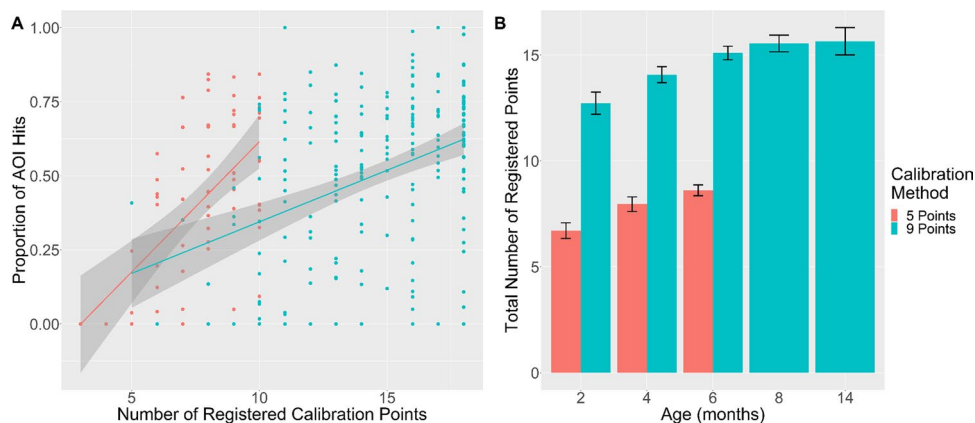 A
1.00
0.75
0.50
0.25
0.00
Proportion of AOI Hits
5
10
15
Number of Registered Calibration Points
B
15
10
5
0
Total Number of Registered Points
2
4
6
8
14
Age (months)
Calibration
Method
5 Points
9 Points